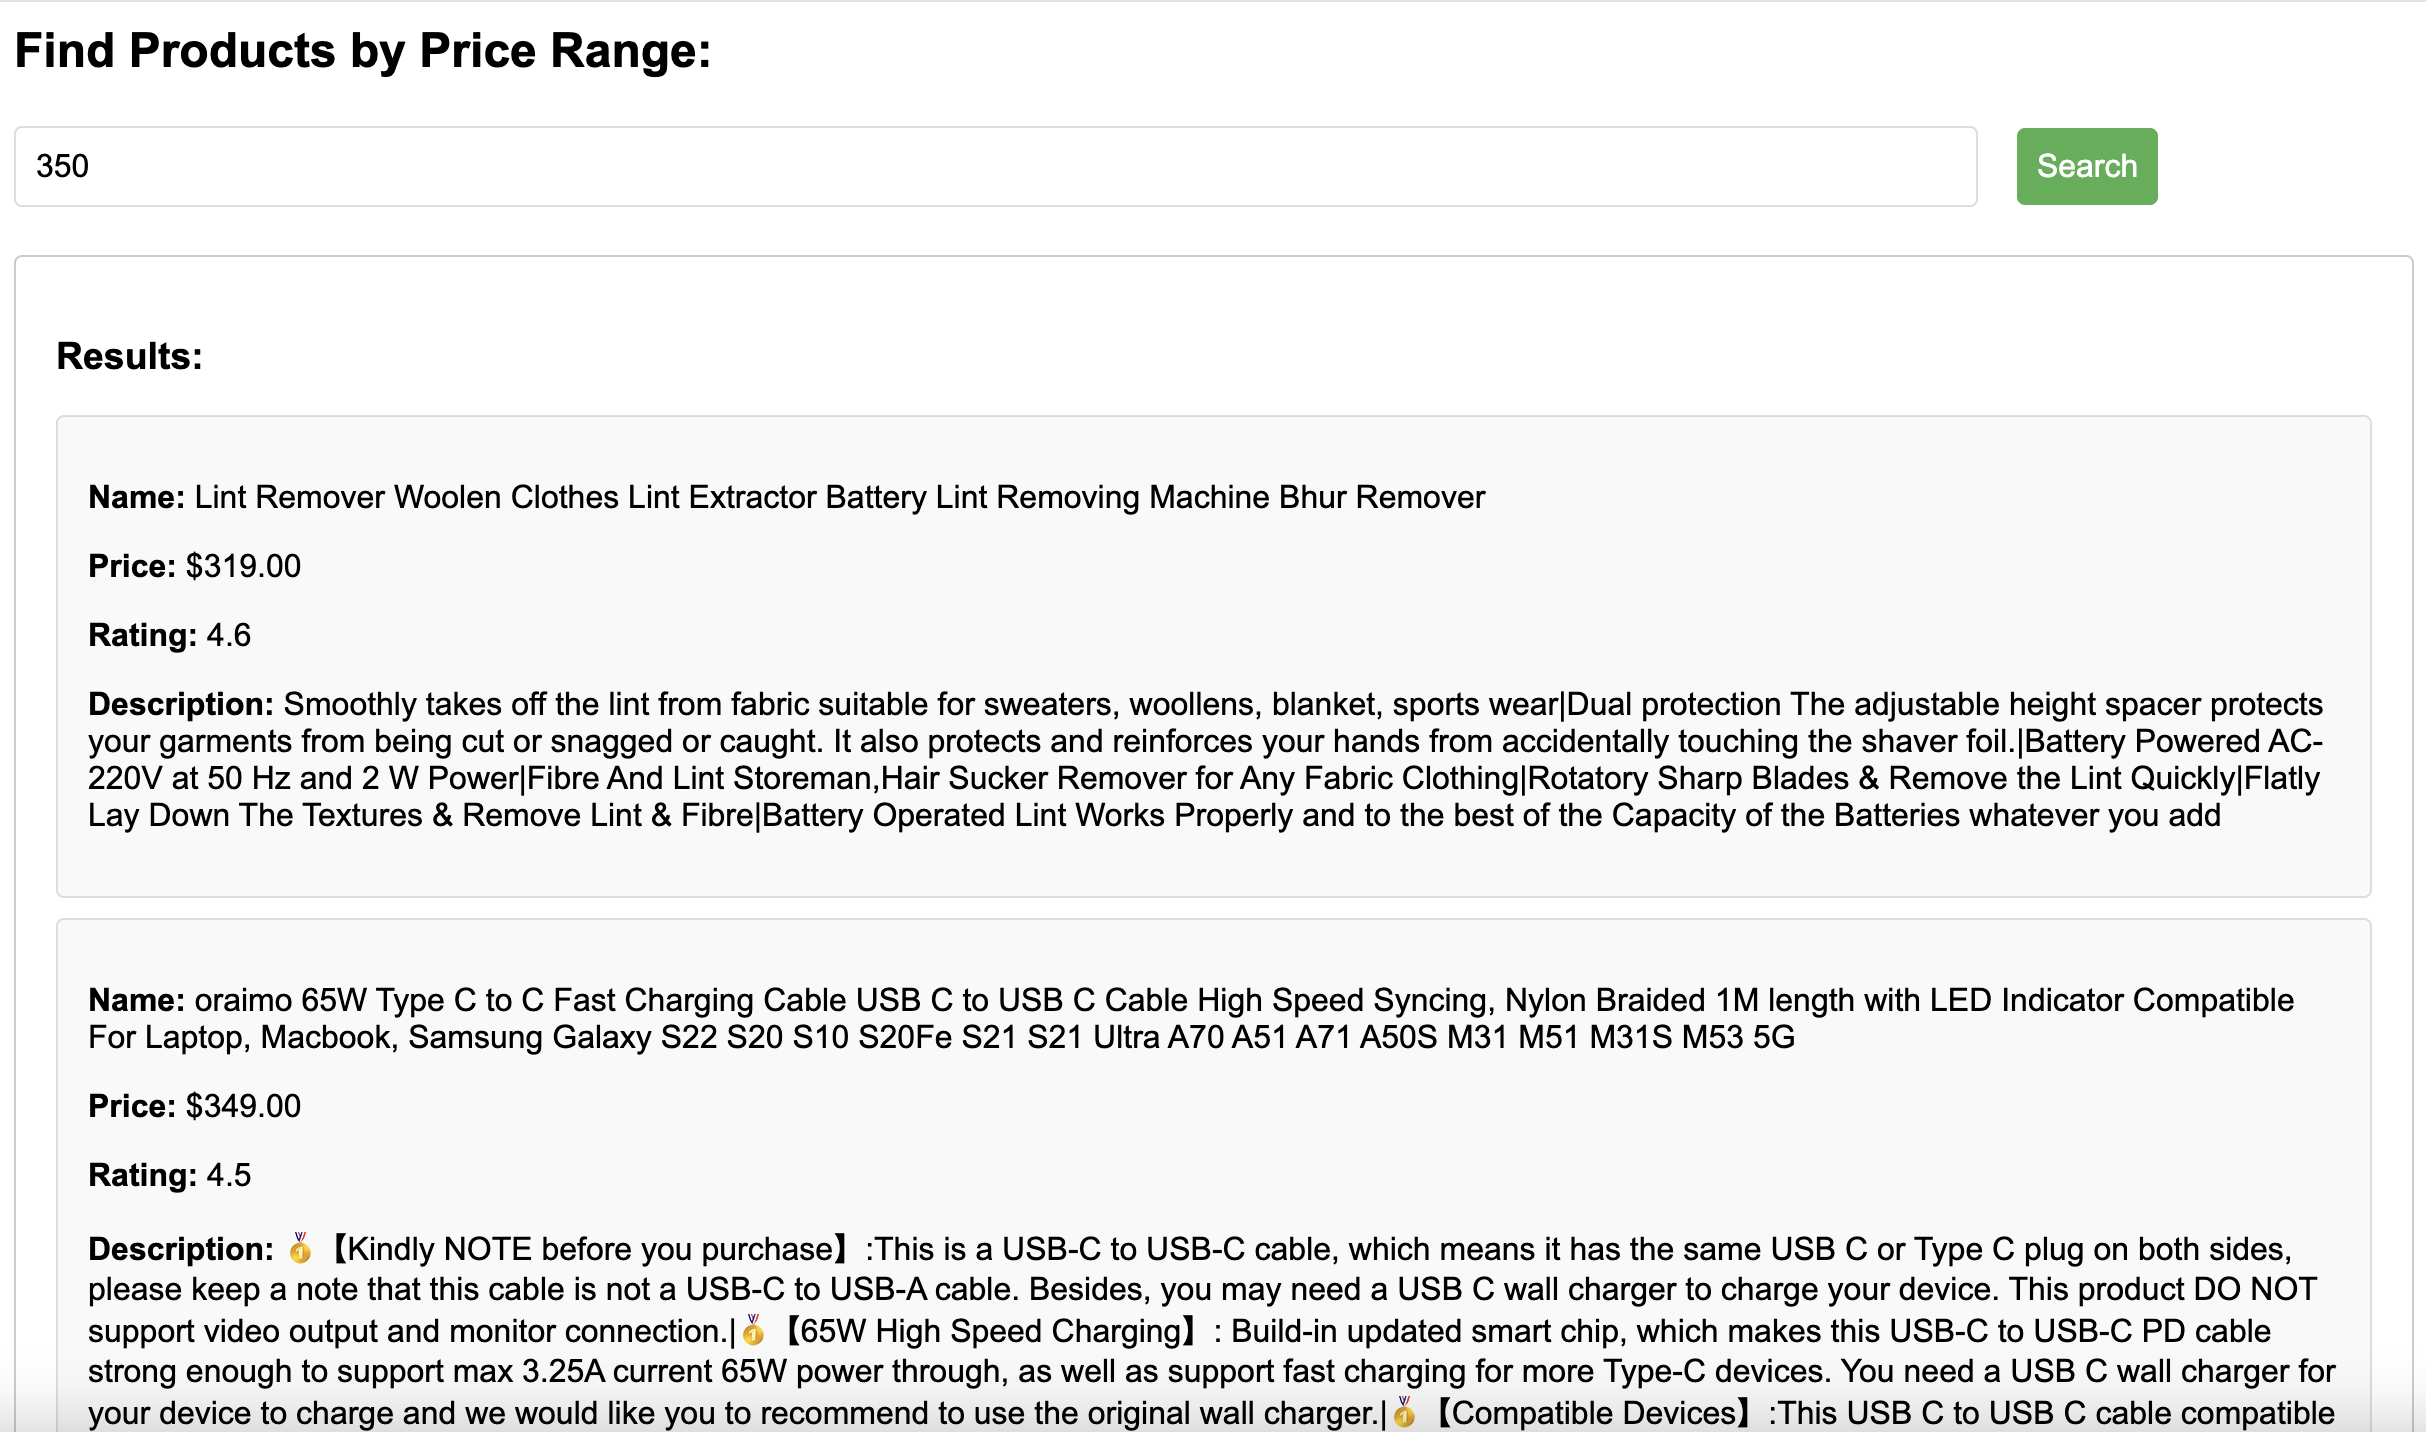 Find Products by Price Range:
350
Search
Results:
Name: Lint Remover Woolen Clothes Lint Extractor Battery Lint Removing Machine Bhur Remover
Price: $319.00
Rating: 4.6
Description: Smoothly takes off the lint from fabric suitable for sweaters, woollens, blanket, sports wear|Dual protection The adjustable height spacer protects
your garments from being cut or snagged or caught. It also protects and reinforces your hands from accidentally touching the shaver foil.|Battery Powered AC-
220V at 50 Hz and 2 W Power|Fibre And Lint Storeman,Hair Sucker Remover for Any Fabric Clothing|Rotatory Sharp Blades & Remove the Lint Quickly|Flatly
Lay Down The Textures & Remove Lint & Fibre|Battery Operated Lint Works Properly and to the best of the Capacity of the Batteries whatever you add
Name: oraimo 65W Type C to C Fast Charging Cable USB C to USB C Cable High Speed Syncing, Nylon Braided 1M length with LED Indicator Compatible
For Laptop, Macbook, Samsung Galaxy S22 S20 S10 S20Fe S21 S21 Ultra A70 A51 A71 A50S M31 M51 M31S M53 5G
Price: $349.00
Rating: 4.5
Description: 🥇【Kindly NOTE before you purchase】:This is a USB-C to USB-C cable, which means it has the same USB C or Type C plug on both sides,
please keep a note that this cable is not a USB-C to USB-A cable. Besides, you may need a USB C wall charger to charge your device. This product DO NOT
support video output and monitor connection.|🥇【65W High Speed Charging】: Build-in updated smart chip, which makes this USB-C to USB-C PD cable
strong enough to support max 3.25A current 65W power through, as well as support fast charging for more Type-C devices. You need a USB C wall charger for
your device to charge and we would like you to recommend to use the original wall charger.|🥇【Compatible Devices】:This USB C to USB C cable compatible